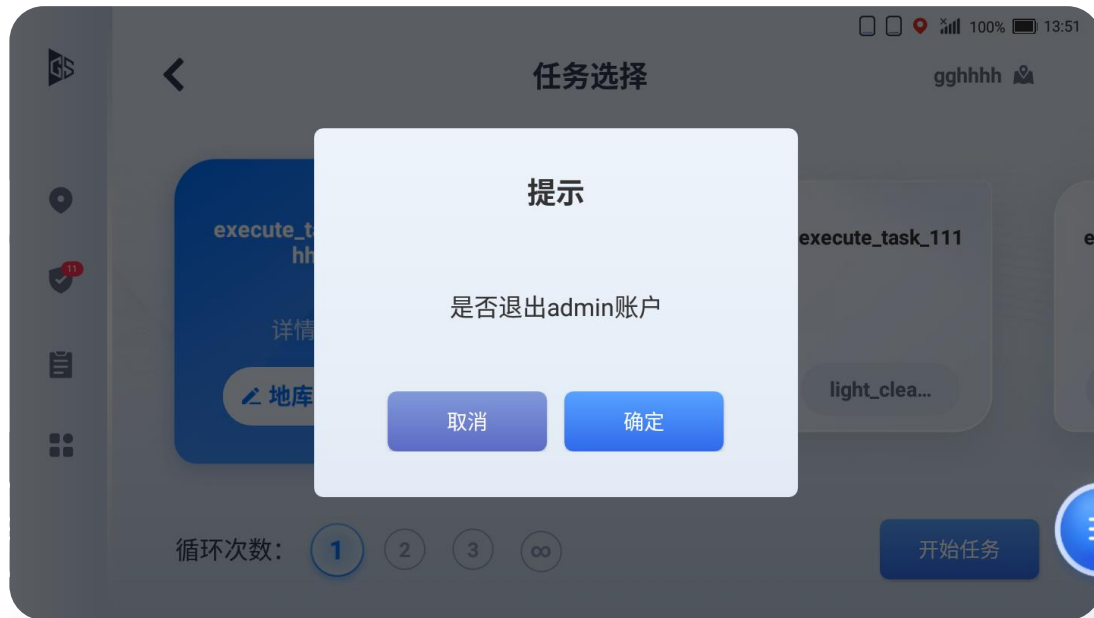 100% 13:51
GS
任务选择
gghhhh
提示
execute_t
hh
execute_task_111
e
11
是否退出admin账户
详情
地库
light_clea...
取消
确定
循环次数：
1
2
3
∞
开始任务